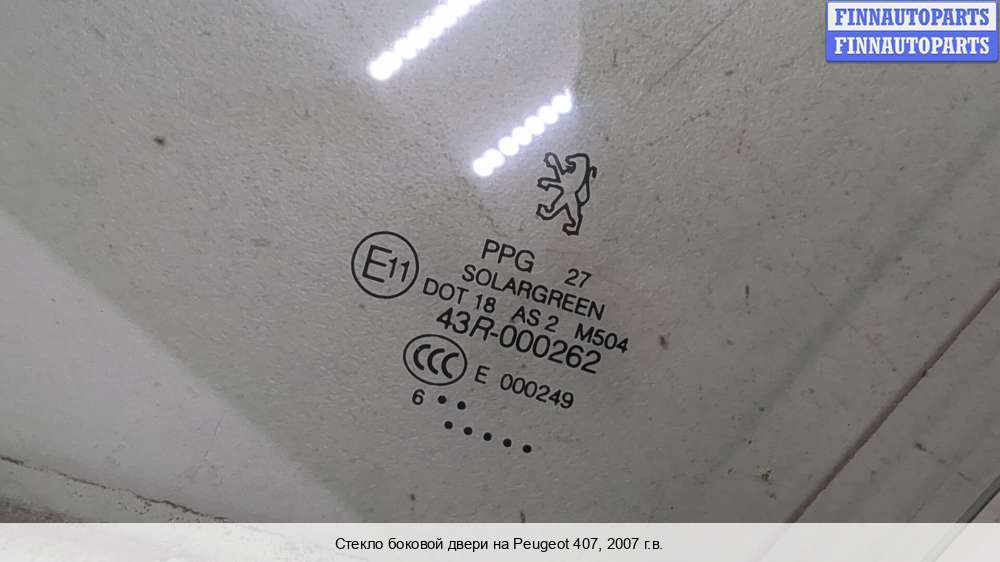 FINNAUTOPARTS
FINNAUTOPARTS
PPG 27
E11
SOLARGREEN
DOT 18 AS 2 M504
43R-000262
CCC E 000249
6 ••
•••••
Стекло боковой двери на Peugeot 407, 2007 г.в.